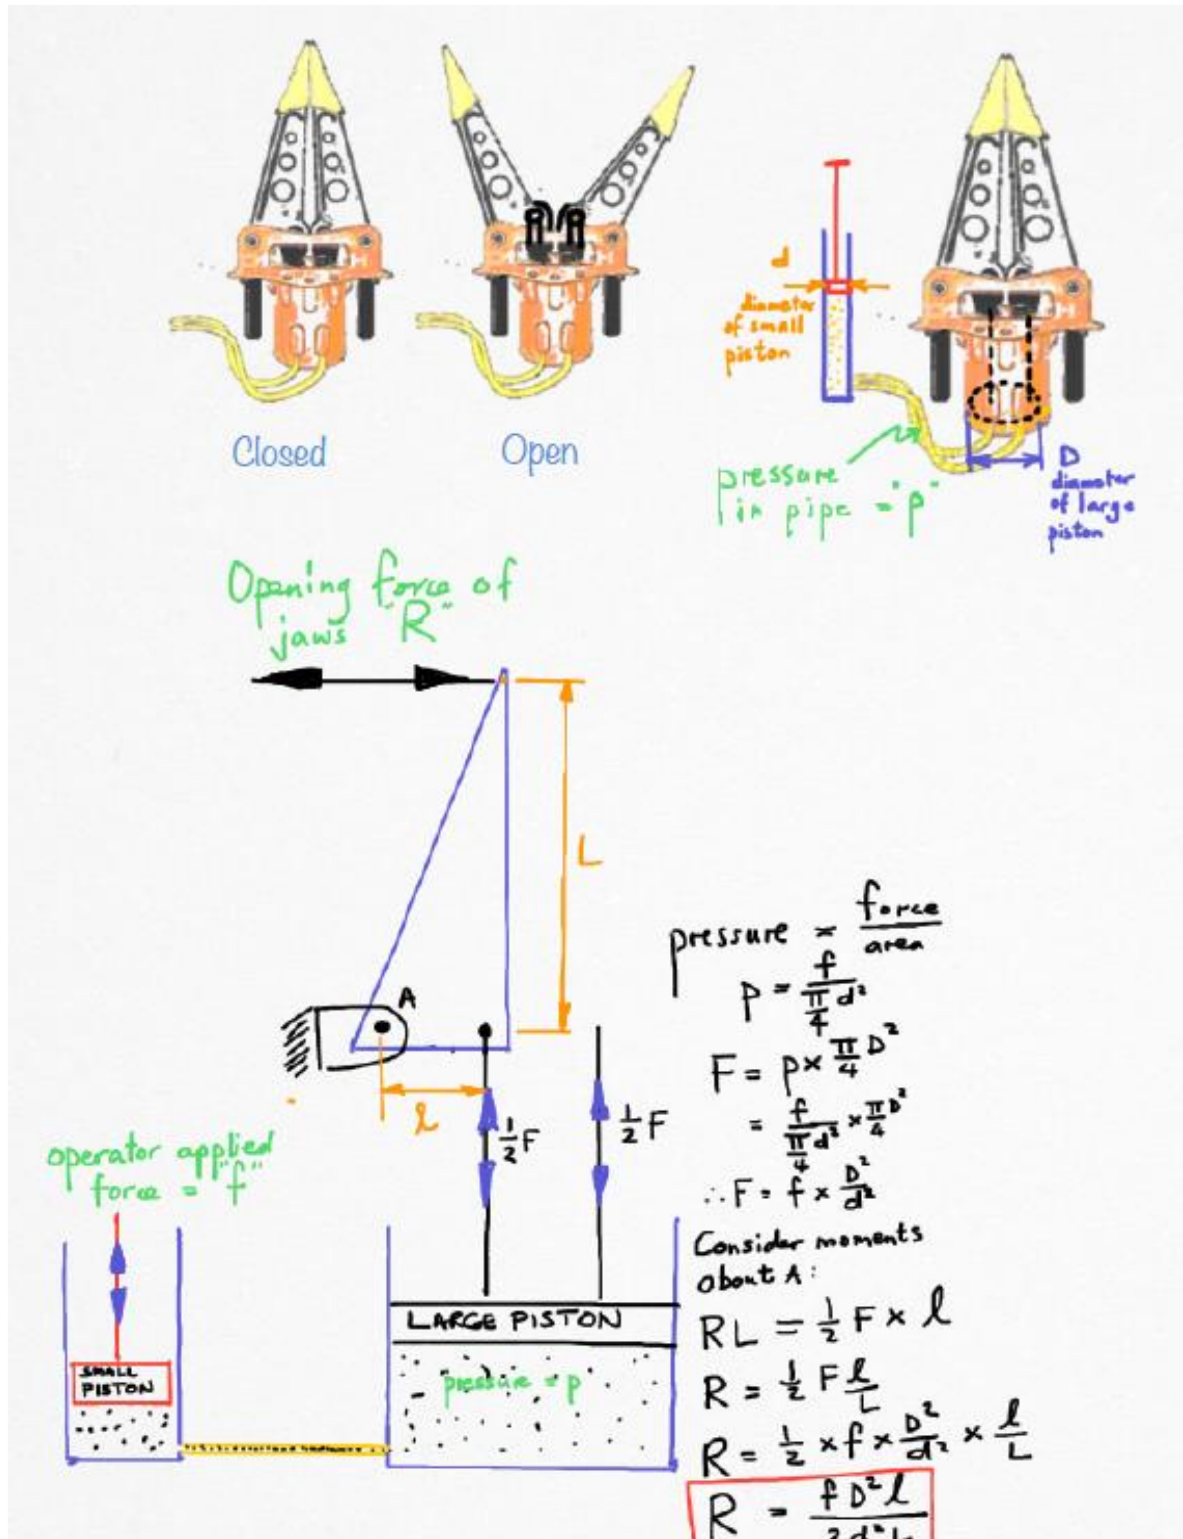 Closed
Open
d
diameter
of small
piston
pressure
in pipe = "p"
D
diameter
of large
piston
Opening force of
jaws "R"
L
A
l
½F
½F
operator applied
force = "f"
SMALL
PISTON
LARGE PISTON
pressure = p
pressure = force/area
p = f/(π/4 d²)
F = p × π/4 D²
= f/(π/4 d²) × π/4 D²
∴ F = f × D²/d²
Consider moments
about A:
RL = ½ F × l
R = ½ F l/L
R = ½ × f × D²/d² × l/L
R = f D² l / 2d²L